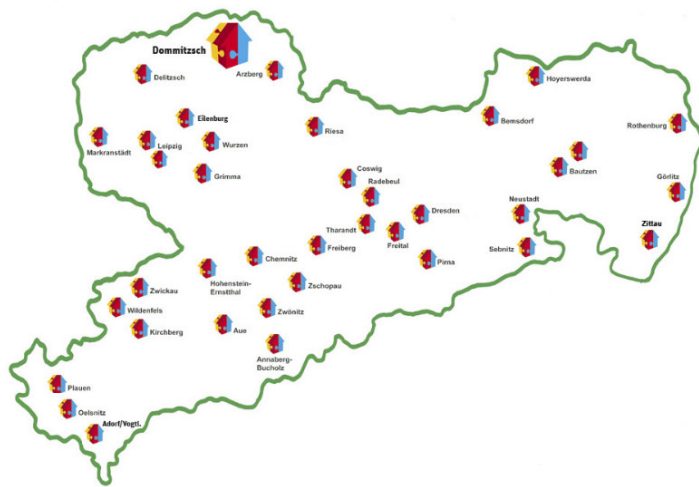 Dommitzsch
Delitzsch
Arzberg
Hoyerswerda
Eilenburg
Riesa
Bernsdorf
Rothenburg
Markranstädt
Leipzig
Wurzen
Grimma
Coswig
Radebeul
Bautzen
Görlitz
Tharandt
Dresden
Neustadt
Freital
Zittau
Freiberg
Sebnitz
Chemnitz
Pirna
Hohenstein-
Ernstthal
Zschopau
Zwickau
Wildenfels
Zwönitz
Kirchberg
Aue
Annaberg-
Bucholz
Plauen
Oelsnitz
Adorf/Vogtl.